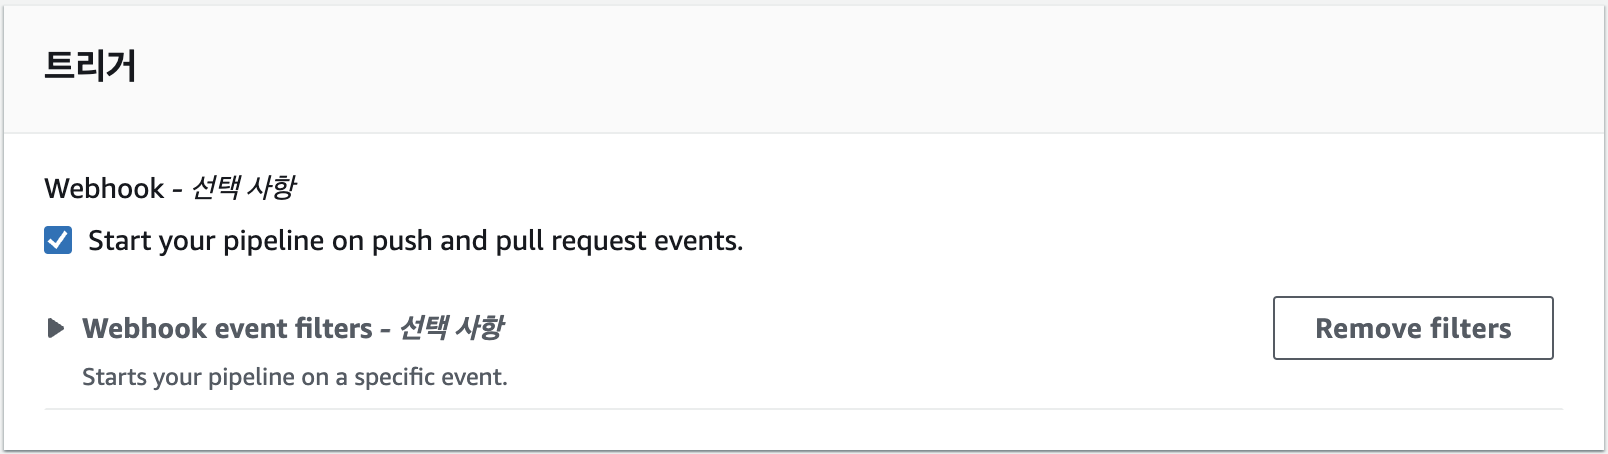 트리거
Webhook - 선택 사항
Start your pipeline on push and pull request events.
Webhook event filters - 선택 사항
Remove filters
Starts your pipeline on a specific event.